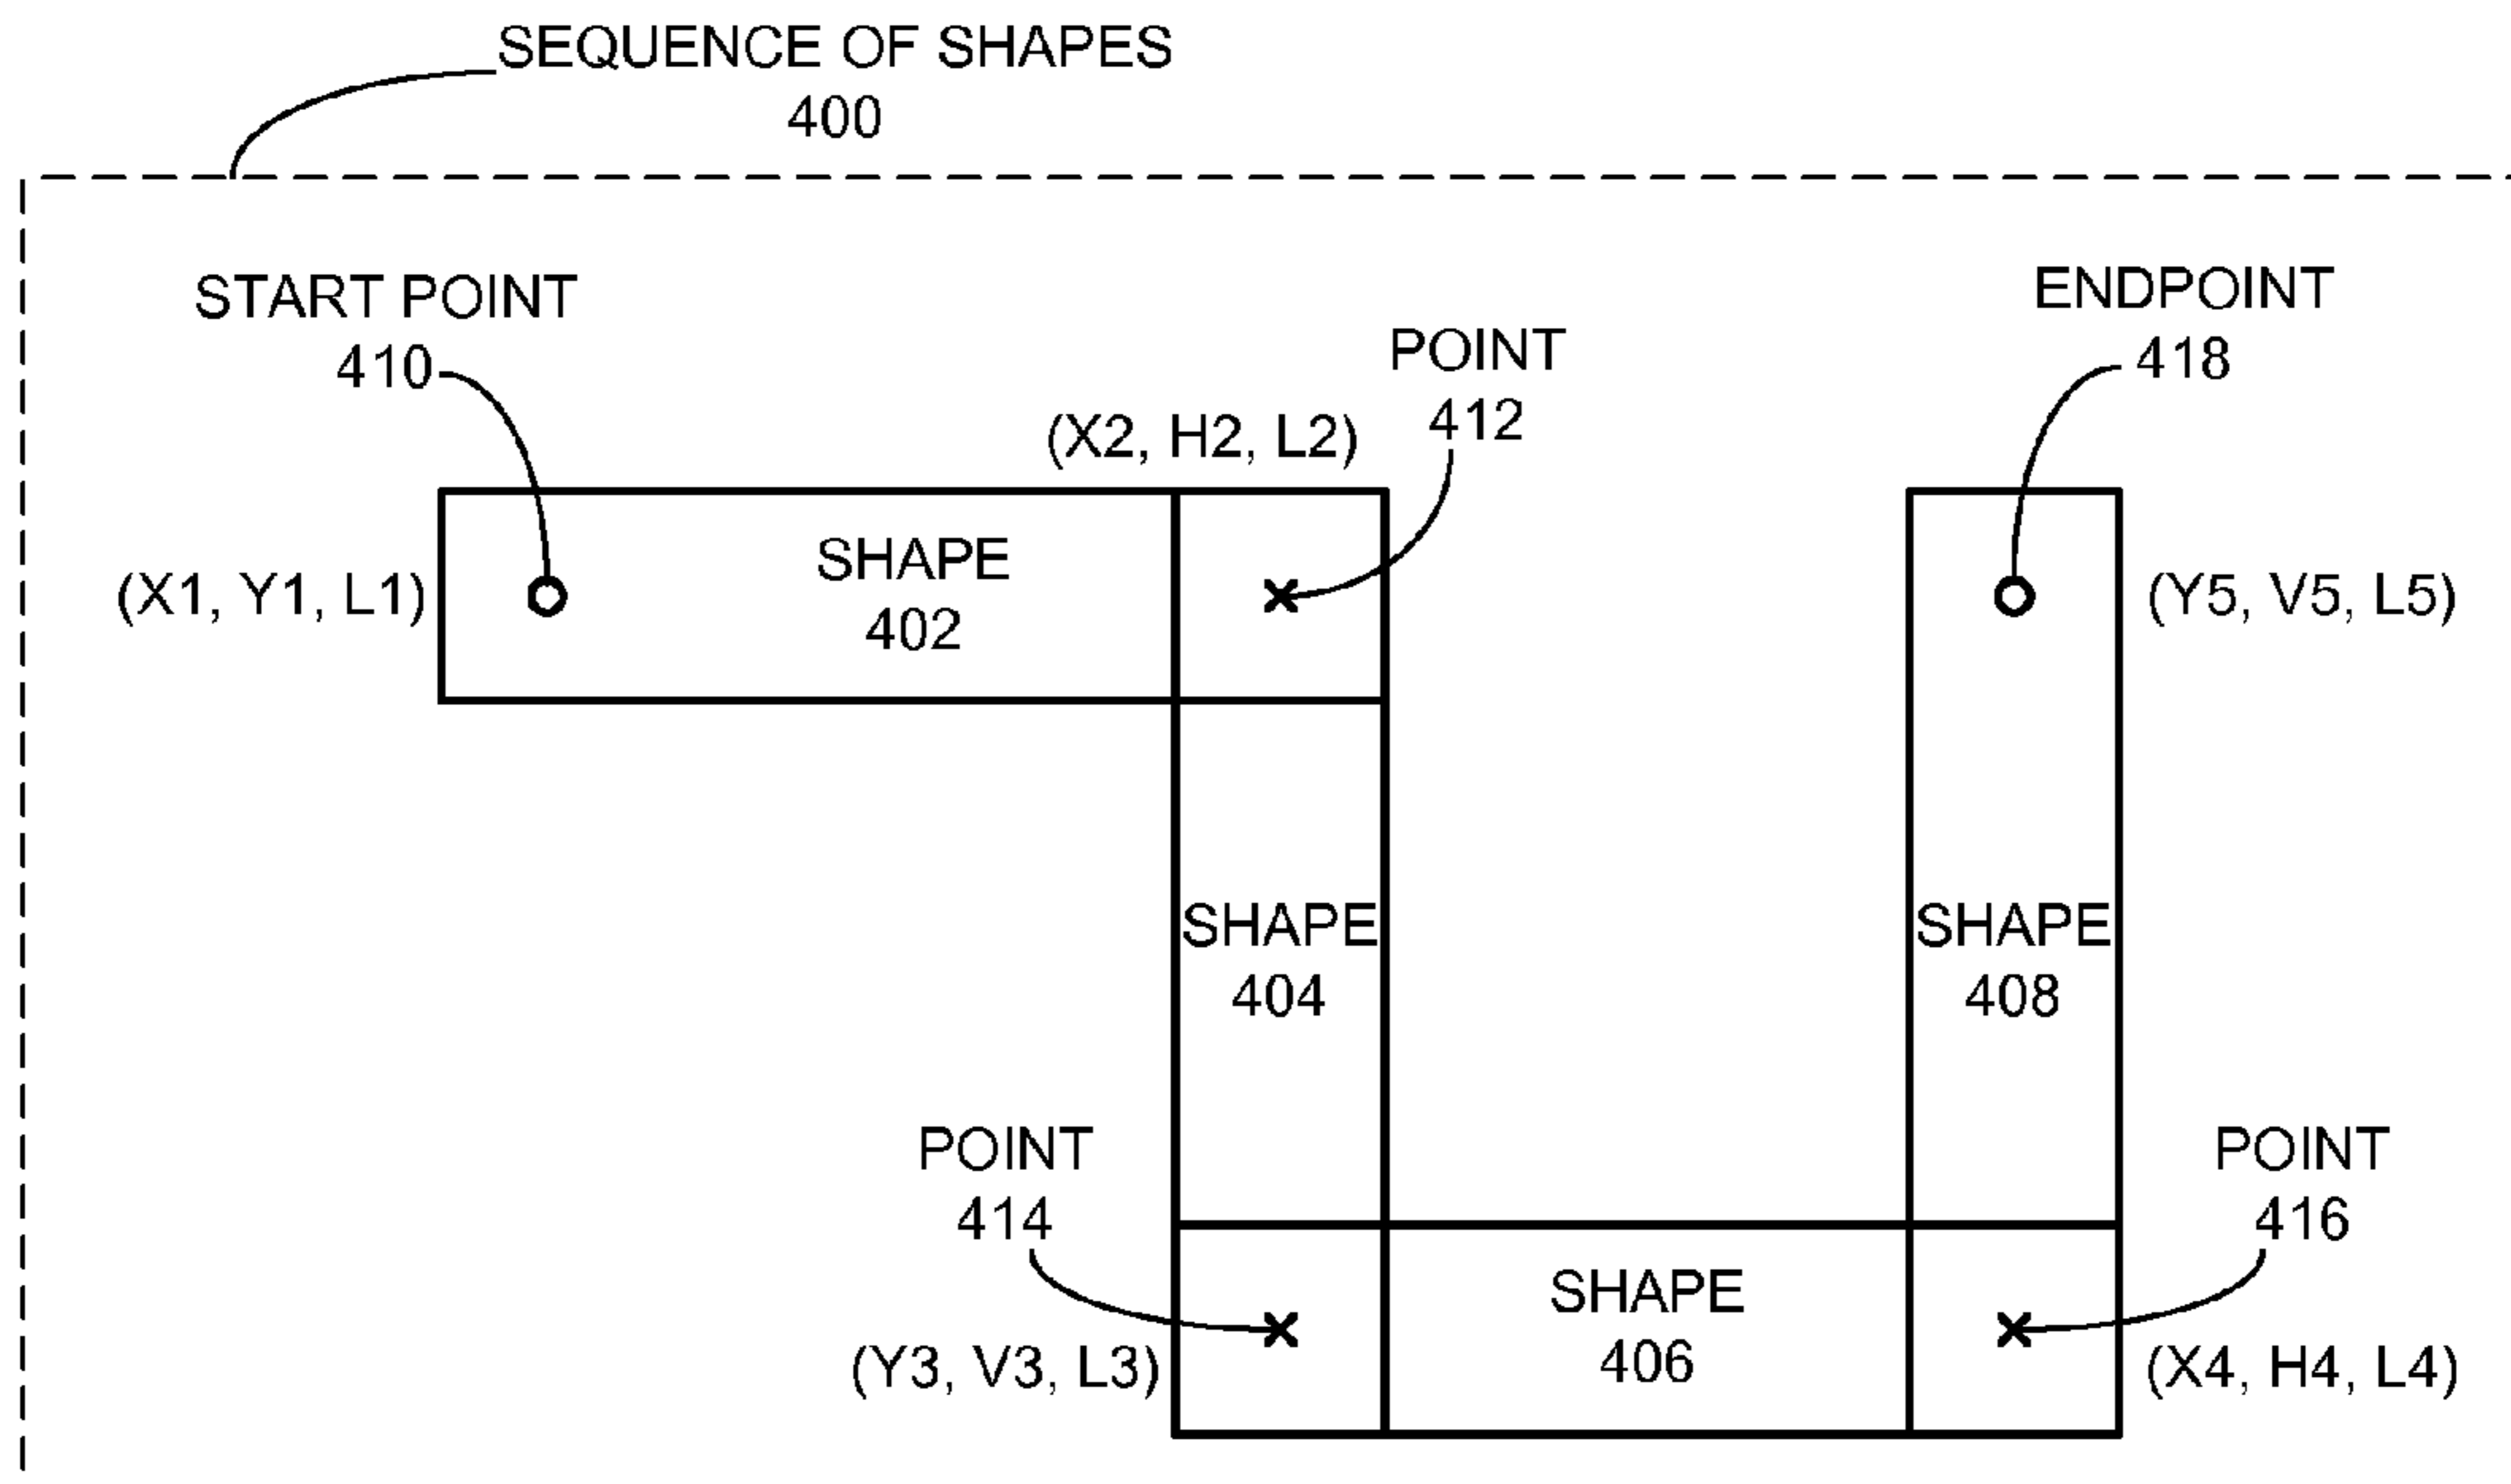 SEQUENCE OF SHAPES
400
START POINT
410
ENDPOINT
418
POINT
412
(X2, H2, L2)
(X1, Y1, L1)
SHAPE
402
(Y5, V5, L5)
SHAPE
404
SHAPE
408
POINT
414
POINT
416
SHAPE
406
(Y3, V3, L3)
(X4, H4, L4)